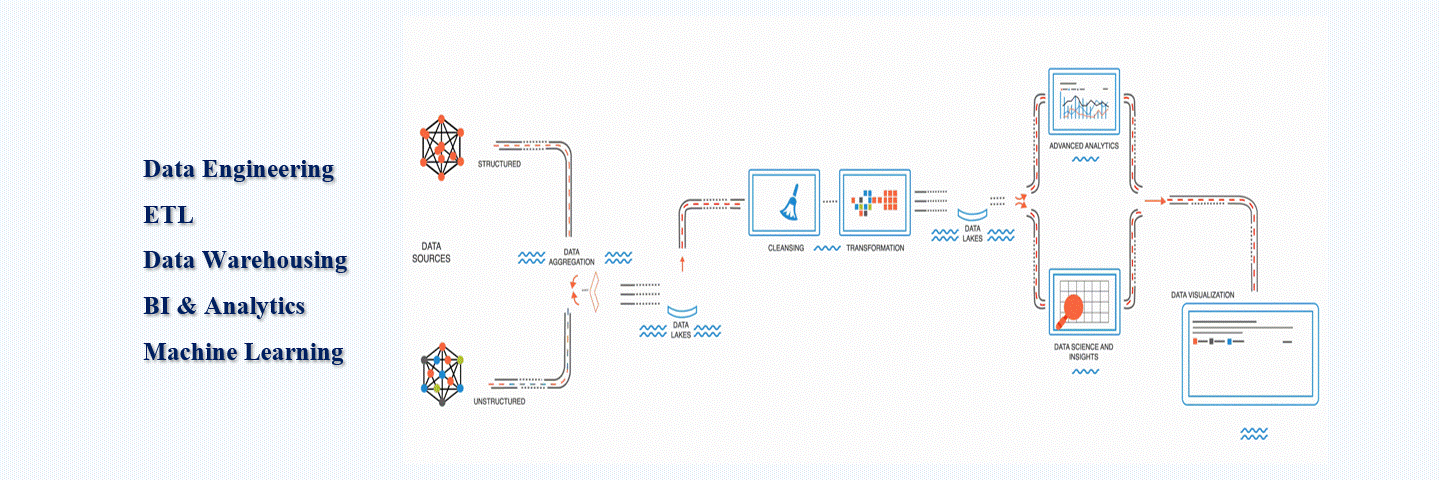 Data Engineering
ETL
Data Warehousing
BI & Analytics
Machine Learning
STRUCTURED
DATA
SOURCES
UNSTRUCTURED
DATA
AGGREGATION
DATA
LAKES
CLEANSING
TRANSFORMATION
DATA
LAKES
ADVANCED ANALYTICS
DATA SCIENCE AND
INSIGHTS
DATA VISUALIZATION